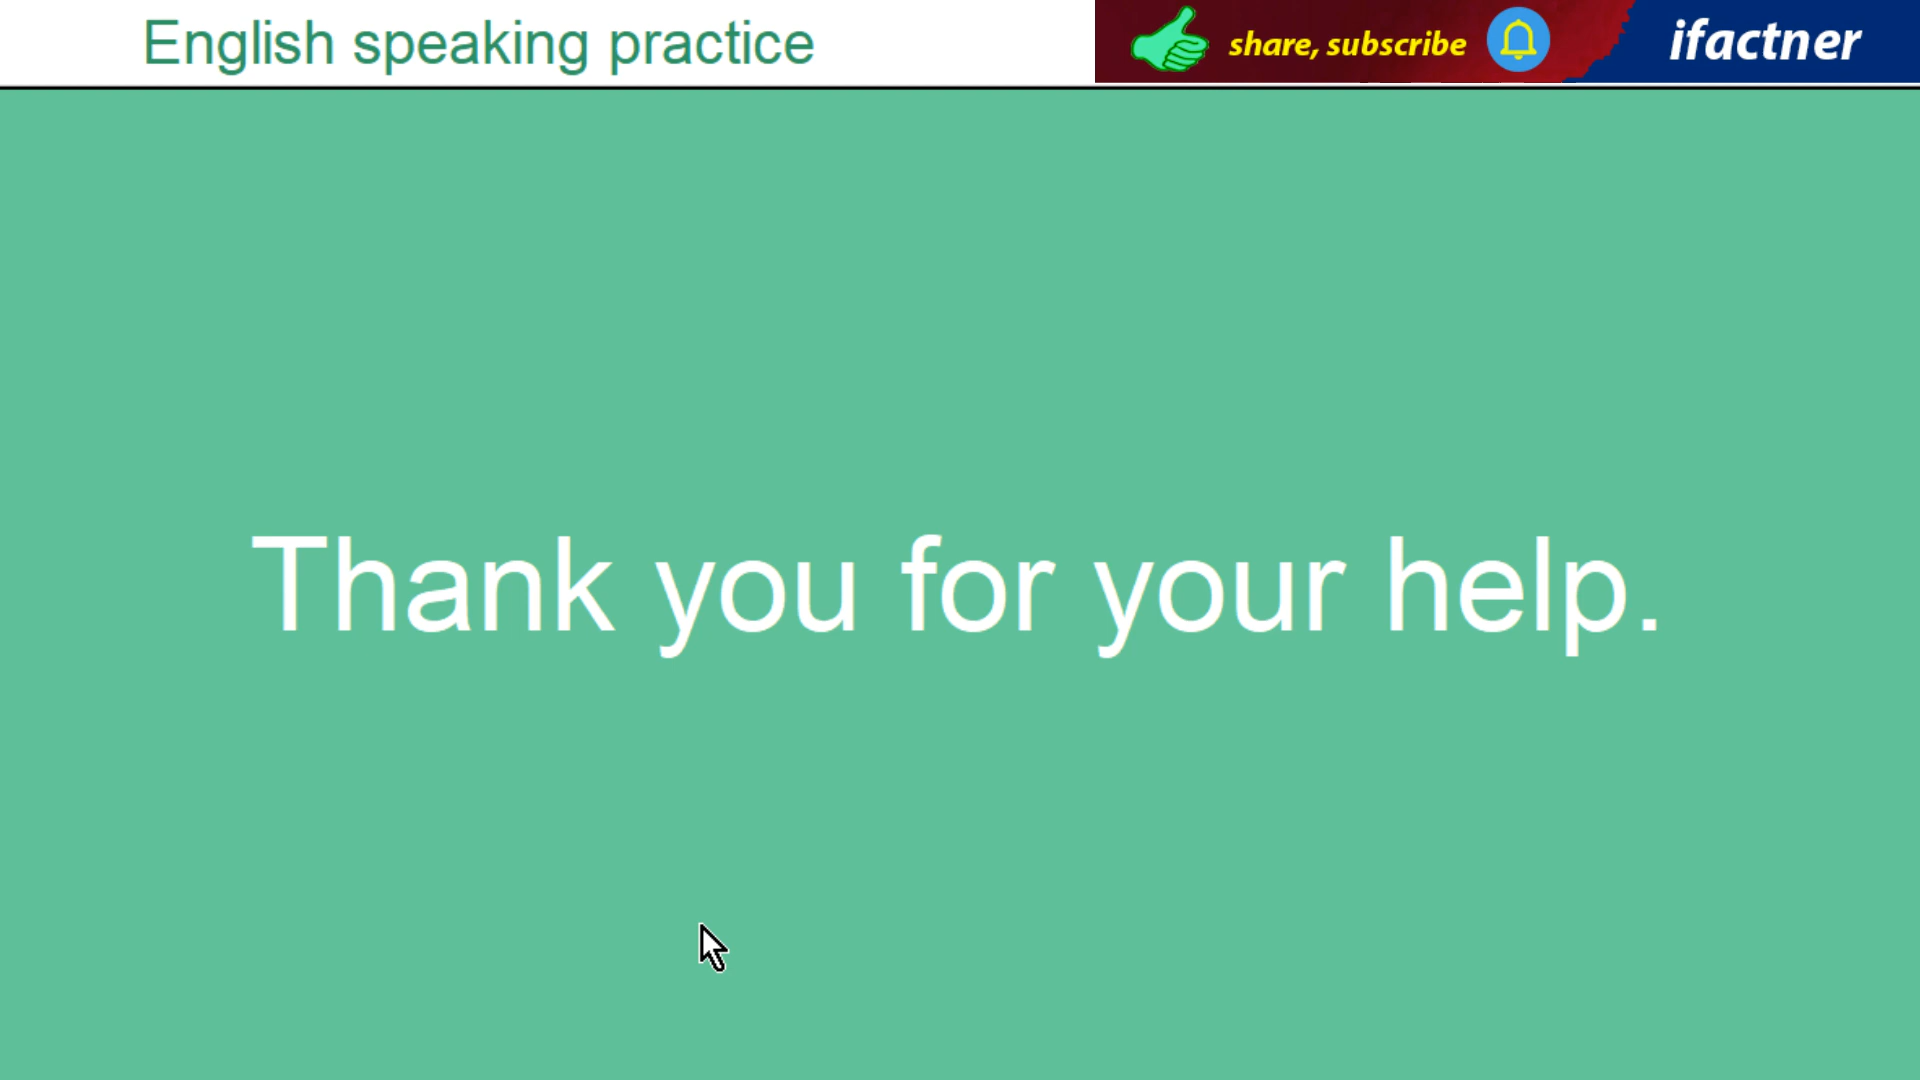 English speaking practice
share, subscribe
ifactner
Thank you for your help.